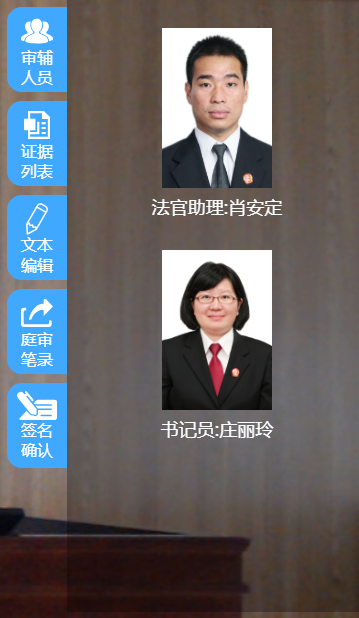 审辅
人员
证据
列表
文本
编辑
庭审
笔录
签名
确认
法官助理:肖安定
书记员:庄丽玲